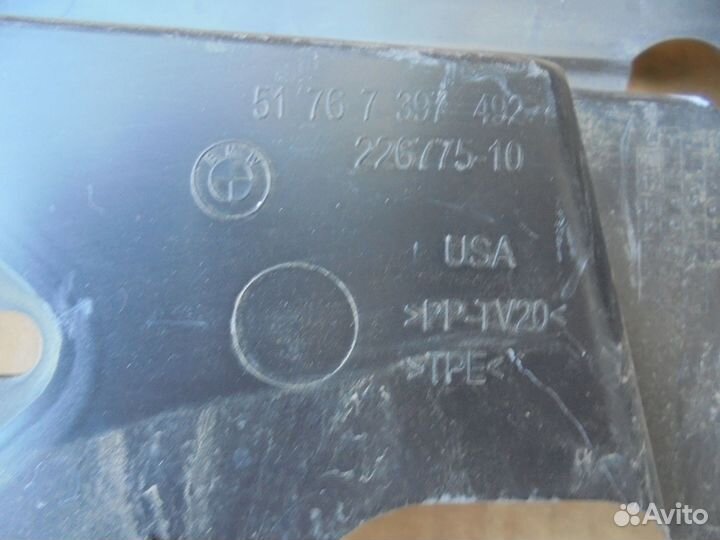 51 76 7 397 492
BMW
226775-10
USA
>PP-TV20<
>TPE<
Avito